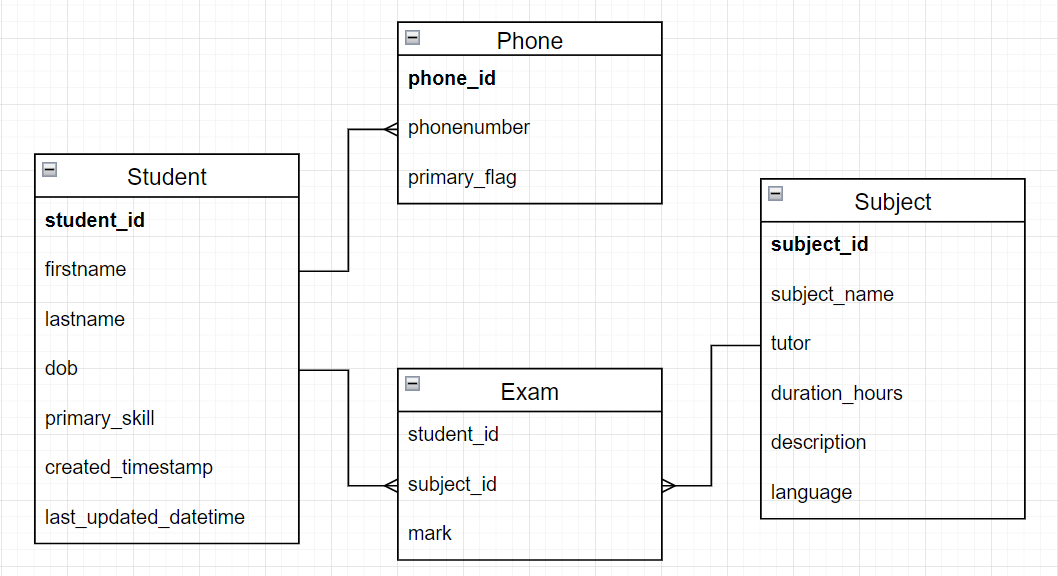 Phone
phone_id
phonenumber
primary_flag
Student
student_id
firstname
lastname
dob
primary_skill
created_timestamp
last_updated_datetime
Exam
student_id
subject_id
mark
Subject
subject_id
subject_name
tutor
duration_hours
description
language